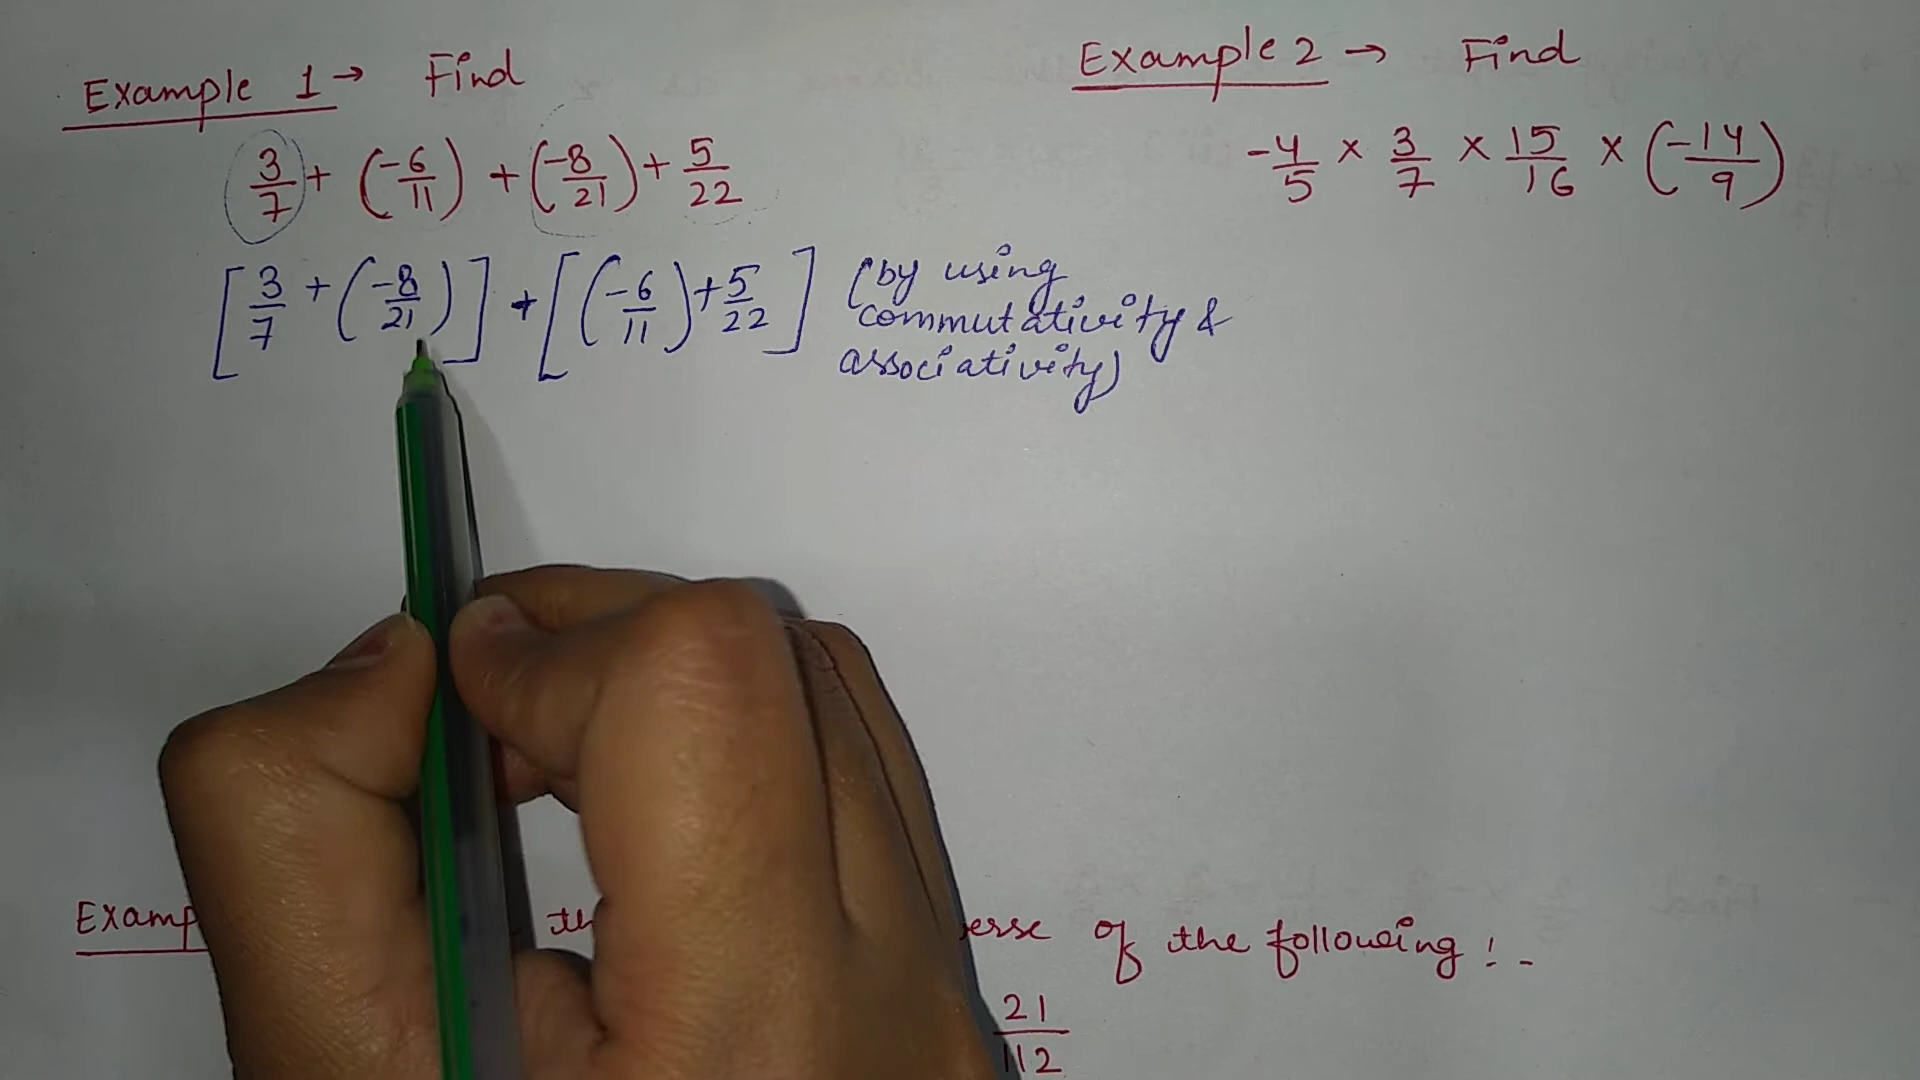 Example 1 → Find
3/7 + (-6/11) + (-8/21) + 5/22
[3/7 + (-8/21)] + [(-6/11) + 5/22] (by using
commutativity &
associativity)
Example 2 → Find
-4/5 × 3/7 × 15/16 × (-14/9)
of the following :-
21/112